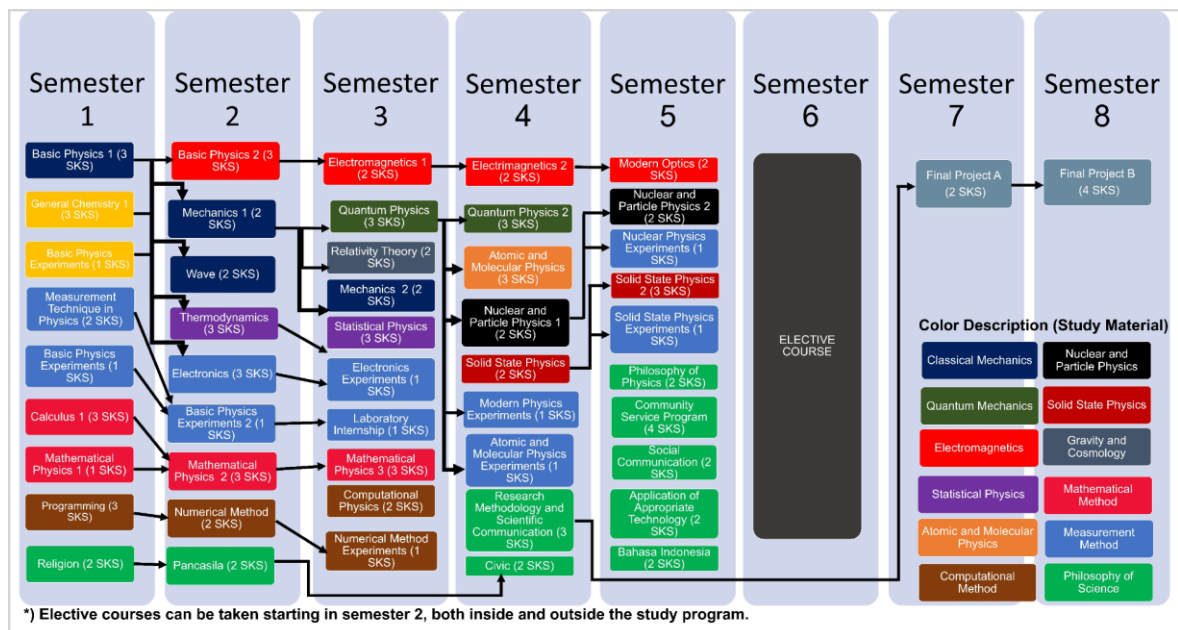 Semester
1
Semester
2
Semester
3
Semester
4
Semester
5
Semester
6
Semester
7
Semester
8
Basic Physics 1 (3
SKS)
General Chemistry 1
(3 SKS)
Basic Physics
Experiments (1 SKS)
Measurement
Technique in
Physics (2 SKS)
Basic Physics
Experiments (1
SKS)
Calculus 1 (3 SKS)
Mathematical
Physics 1 (1 SKS)
Programming (3
SKS)
Religion (2 SKS)
Basic Physics 2 (3
SKS)
Mechanics 1 (2
SKS)
Wave (2 SKS)
Thermodynamics
(3 SKS)
Electronics (3 SKS)
Basic Physics
Experiments 2 (1
SKS)
Mathematical
Physics 2 (3 SKS)
Numerical Method
(2 SKS)
Pancasila (2 SKS)
Electromagnetics 1
(2 SKS)
Quantum Physics
(3 SKS)
Relativity Theory (2
SKS)
Mechanics 2 (2
SKS)
Statistical Physics
(3 SKS)
Electronics
Experiments (1
SKS)
Laboratory
Internship (1 SKS)
Mathematical
Physics 3 (3 SKS)
Computational
Physics (2 SKS)
Numerical Method
Experiments (1
SKS)
Electrimagnetics 2
(2 SKS)
Quantum Physics 2
(3 SKS)
Atomic and
Molecular Physics
(3 SKS)
Nuclear and
Particle Physics 1
(2 SKS)
Solid State Physics
(2 SKS)
Modern Physics
Experiments (1 SKS)
Atomic and
Molecular Physics
Experiments (1
SKS)
Research
Methodology and
Scientific
Communication (3
SKS)
Civic (2 SKS)
Modern Optics (2
SKS)
Nuclear and
Particle Physics 2
(2 SKS)
Nuclear Physics
Experiments (1
SKS)
Solid State Physics
2 (3 SKS)
Solid State Physics
Experiments (1
SKS)
Philosophy of
Physics (2 SKS)
Community
Service Program
(4 SKS)
Social
Communication (2
SKS)
Application of
Appropriate
Technology (2
SKS)
Bahasa Indonesia
(2 SKS)
ELECTIVE
COURSE
Final Project A
(2 SKS)
Final Project B
(4 SKS)
Color Description (Study Material)
Classical Mechanics
Nuclear and
Particle Physics
Quantum Mechanics
Solid State Physics
Electromagnetics
Gravity and
Cosmology
Statistical Physics
Mathematical
Method
Atomic and Molecular
Physics
Measurement
Method
Computational
Method
Philosophy of
Science
*) Elective courses can be taken starting in semester 2, both inside and outside the study program.